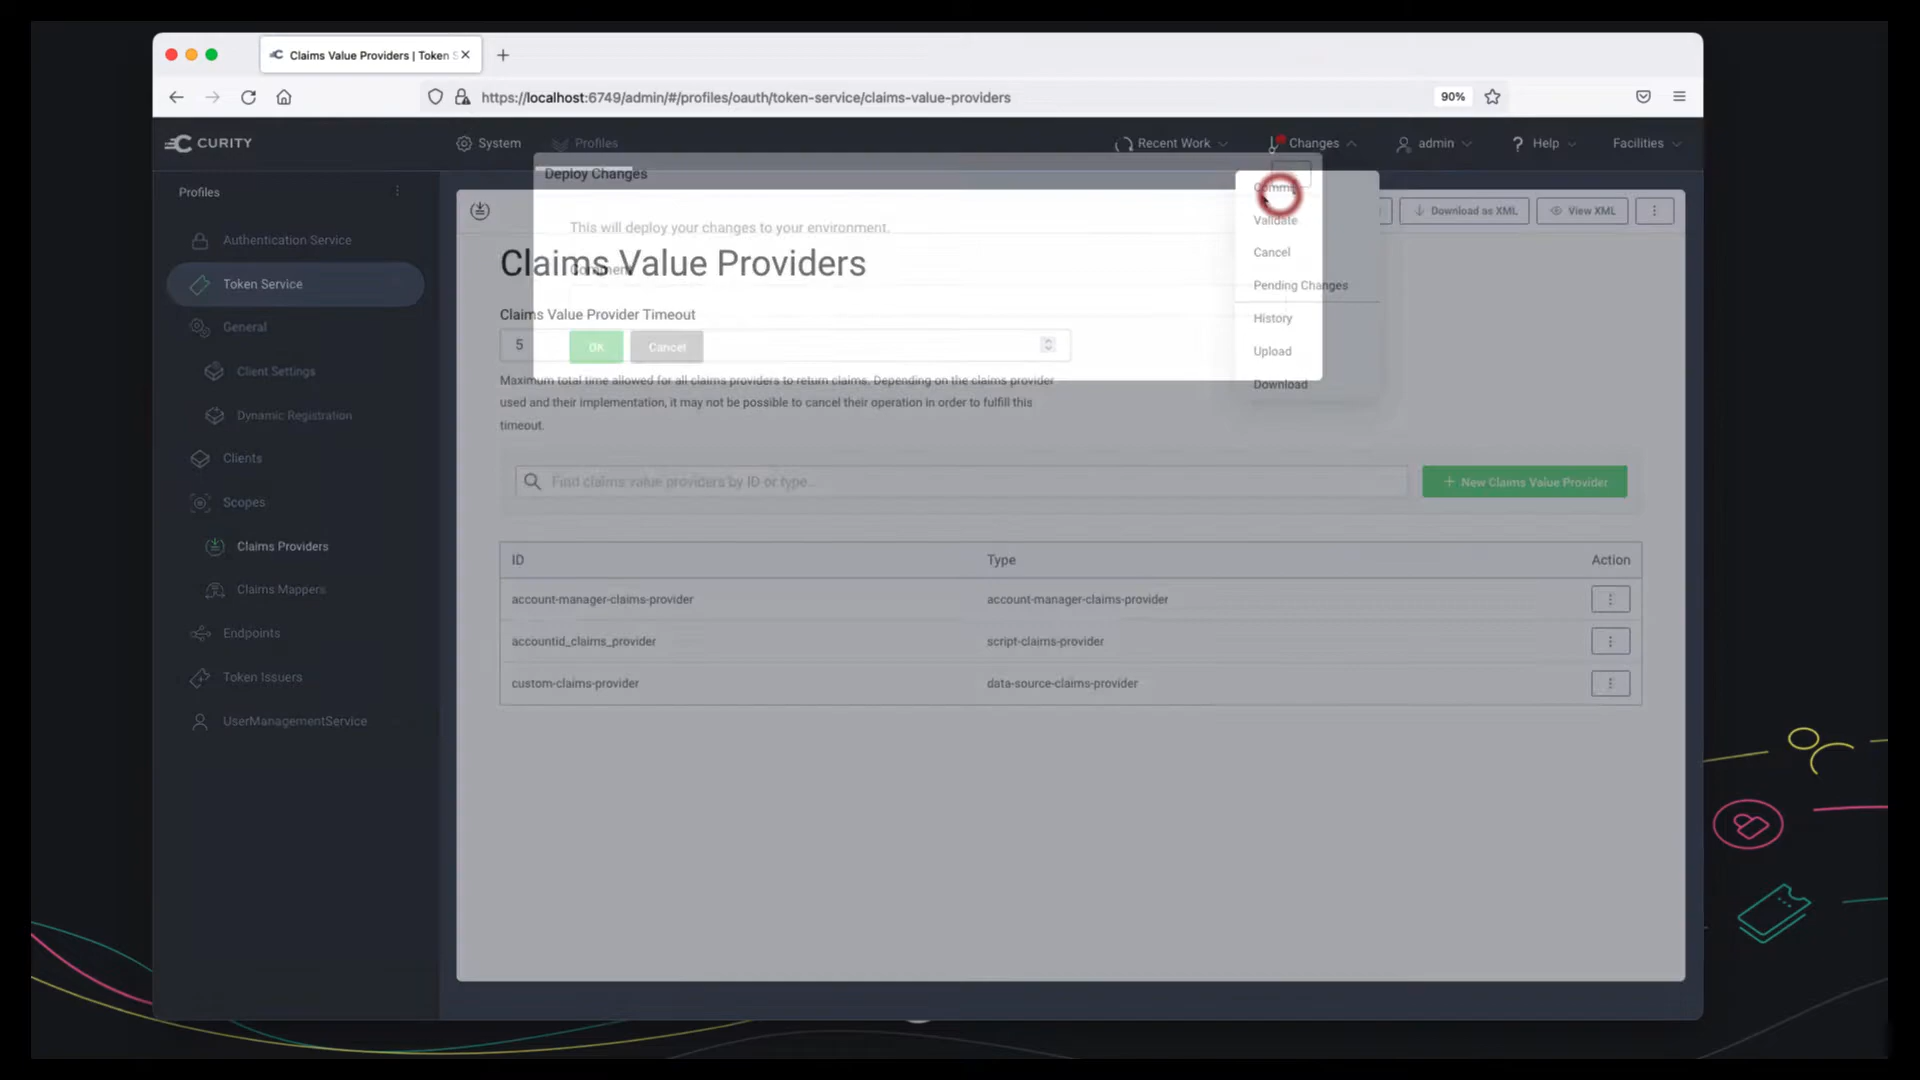 Claims Value Providers | Token S
https://localhost:6749/admin/#/profiles/oauth/token-service/claims-value-providers
90%
CURITY
System
Profiles
Recent Work
Changes
admin
Help
Facilities
Profiles
Authentication Service
Token Service
General
Client Settings
Dynamic Registration
Clients
Scopes
Claims Providers
Claims Mappers
Endpoints
Token Issuers
UserManagementService
Deploy Changes
This will deploy your changes to your environment.
Comment
OK
Cancel
Commit
Validate
Cancel
Pending Changes
History
Upload
Download
Download as XML
View XML
Claims Value Providers
Claims Value Provider Timeout
5
Maximum total time allowed for all claims providers to return claims. Depending on the claims provider
used and their implementation, it may not be possible to cancel their operation in order to fulfill this
timeout.
Find claims value providers by ID or type...
+ New Claims Value Provider
ID Type Action
account-manager-claims-provider account-manager-claims-provider
accountid_claims_provider script-claims-provider
custom-claims-provider data-source-claims-provider